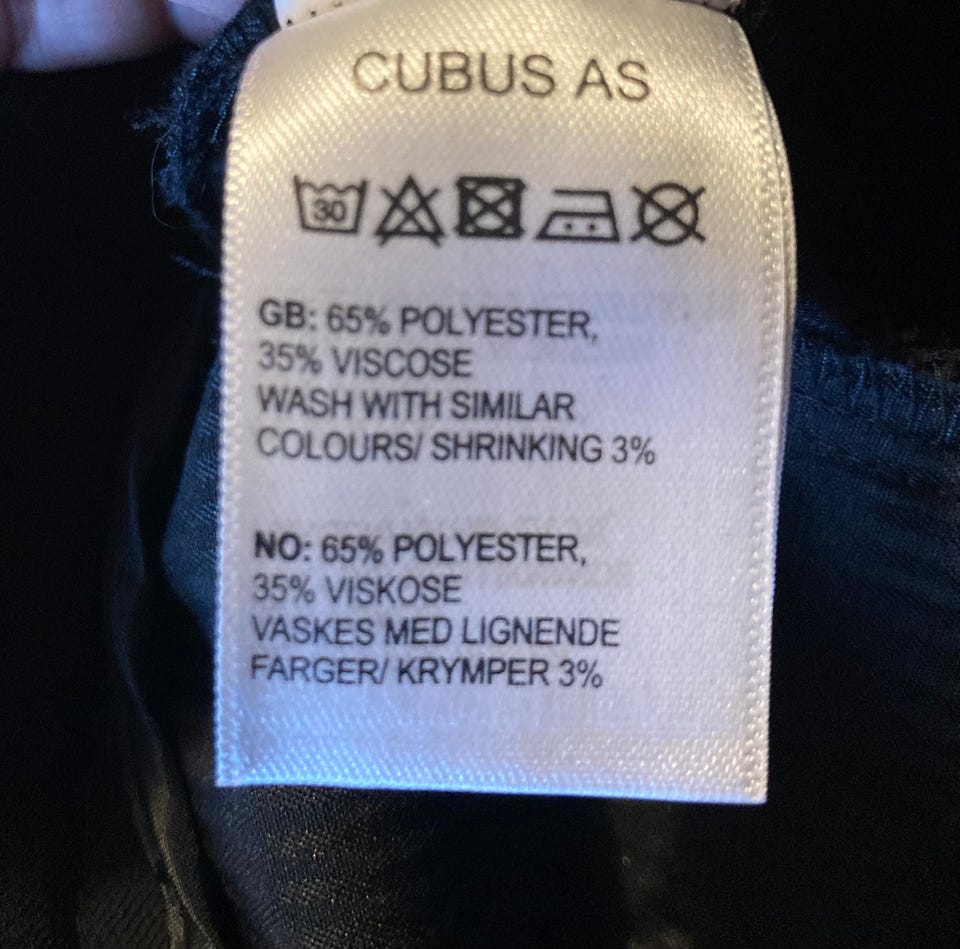 CUBUS AS
30
GB: 65% POLYESTER,
35% VISCOSE
WASH WITH SIMILAR
COLOURS/ SHRINKING 3%
NO: 65% POLYESTER,
35% VISKOSE
VASKES MED LIGNENDE
FARGER/ KRYMPER 3%